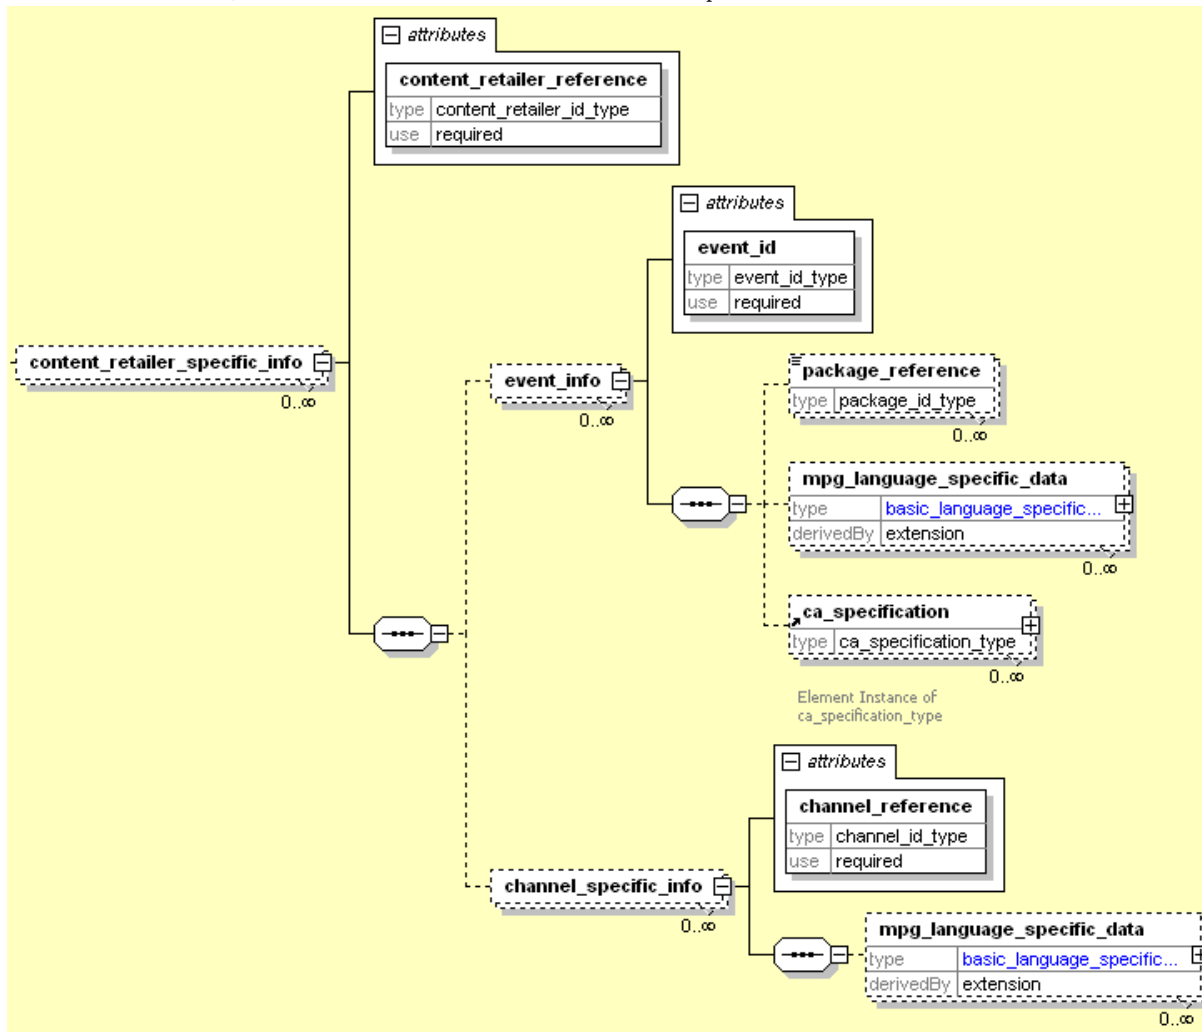 attributes
content_retailer_reference
type content_retailer_id_type
use required
attributes
event_id
type event_id_type
use required
content_retailer_specific_info
0..∞
event_info
0..∞
package_reference
type package_id_type
0..∞
mpg_language_specific_data
type basic_language_specific...
derivedBy extension
0..∞
ca_specification
type ca_specification_type
0..∞
Element Instance of
ca_specification_type
attributes
channel_reference
type channel_id_type
use required
channel_specific_info
0..∞
mpg_language_specific_data
type basic_language_specific...
derivedBy extension
0..∞